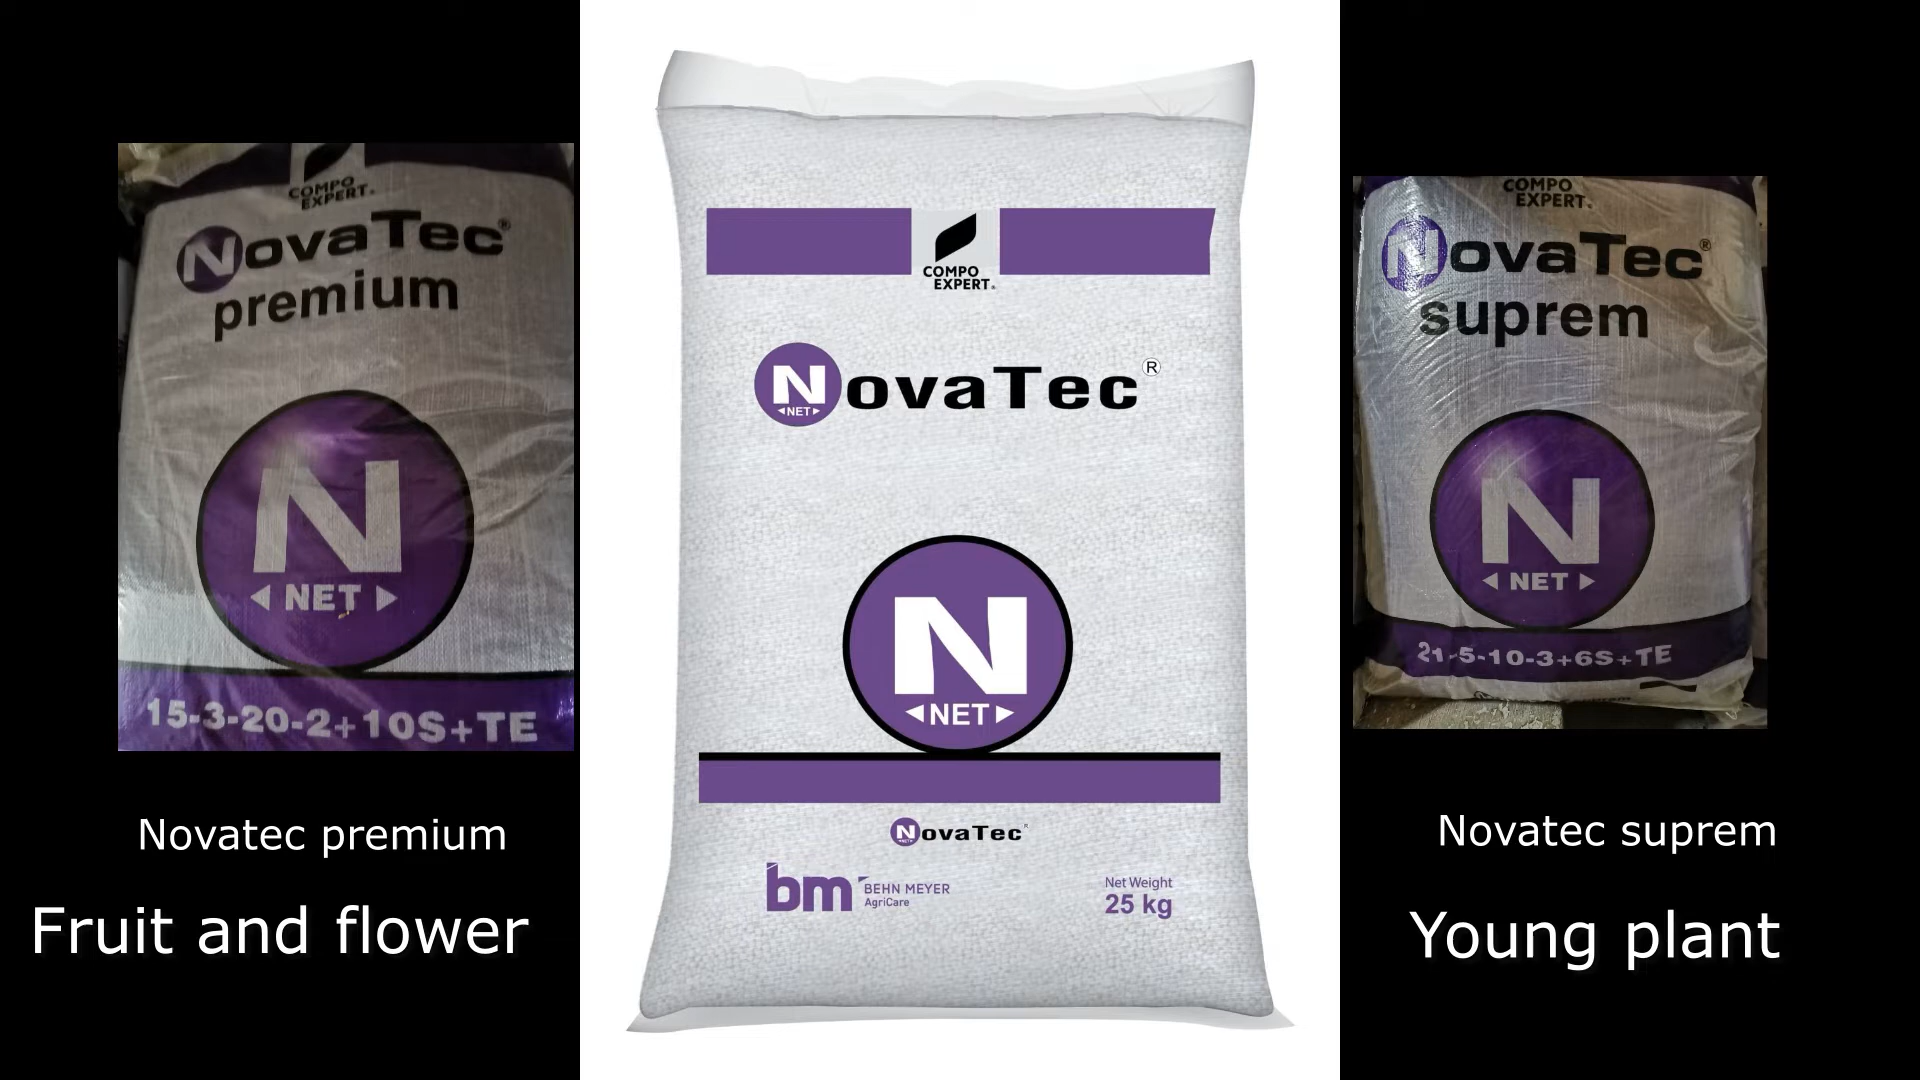 COMPO
EXPERT®
NovaTec®
premium
N
NET
15-3-20-2+10S+TE
Novatec premium
Fruit and flower
COMPO
EXPERT®
NovaTec®
NET
N
NET
NovaTec®
bm BEHN MEYER
AgriCare
Net Weight
25 kg
COMPO
EXPERT®
NovaTec®
suprem
N
NET
21-5-10-3+6S+TE
Novatec suprem
Young plant